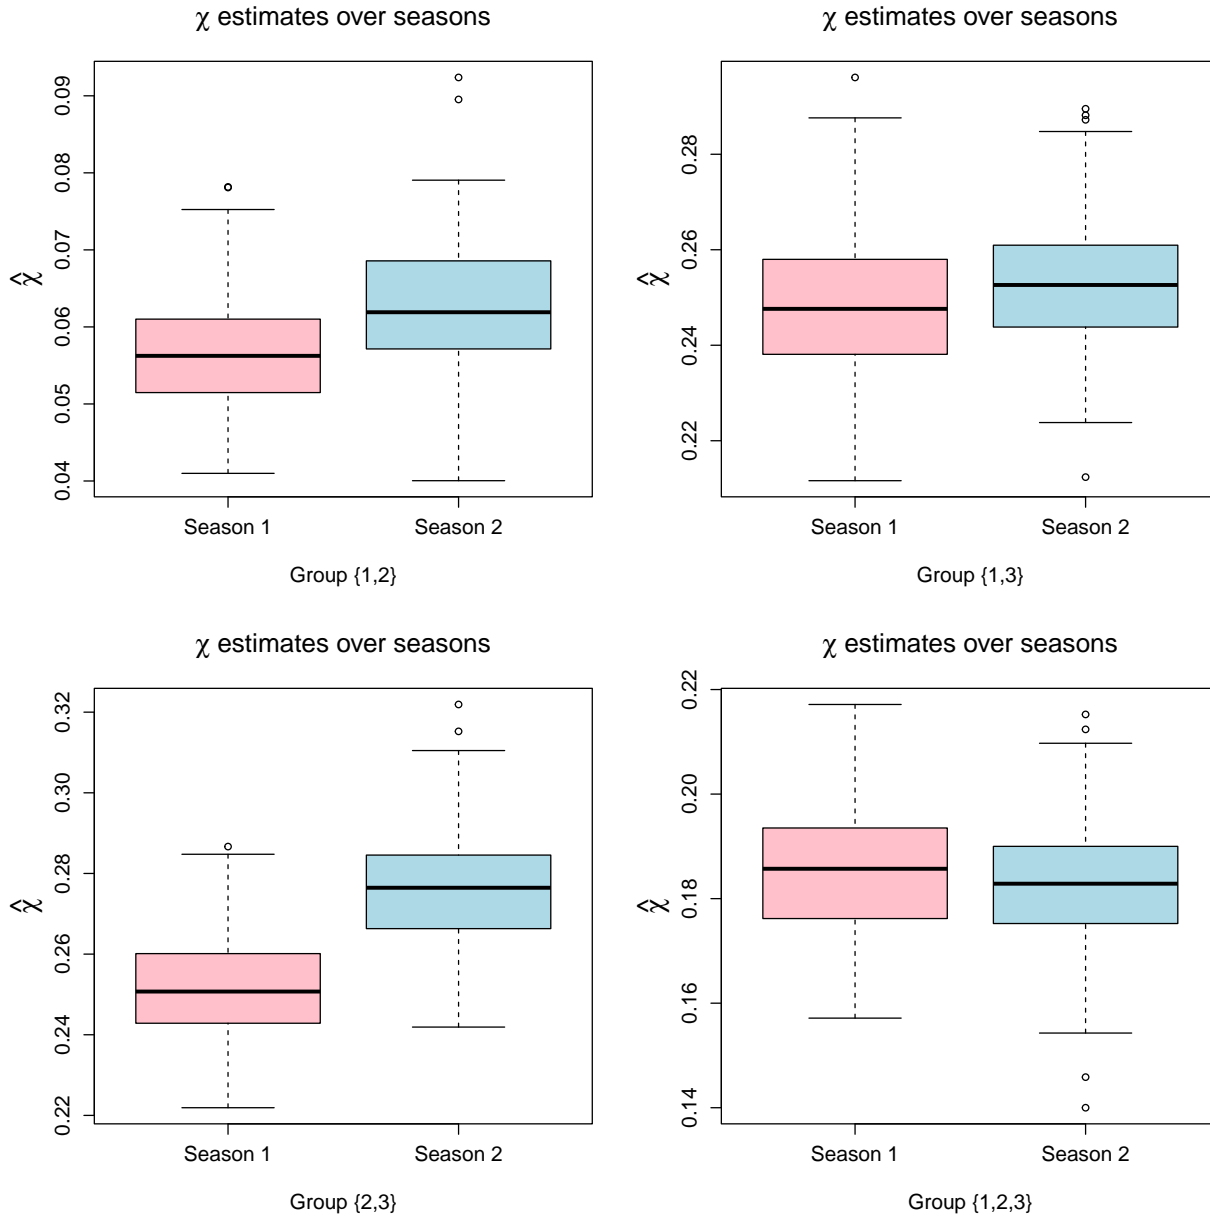 χ estimates over seasons
0.09
0.08
0.07
0.06
0.05
0.04
χ̂
Season 1 Season 2
Group {1,2}
χ estimates over seasons
0.28
0.26
0.24
0.22
χ̂
Season 1 Season 2
Group {1,3}
χ estimates over seasons
0.32
0.30
0.28
0.26
0.24
0.22
χ̂
Season 1 Season 2
Group {2,3}
χ estimates over seasons
0.22
0.20
0.18
0.16
0.14
χ̂
Season 1 Season 2
Group {1,2,3}